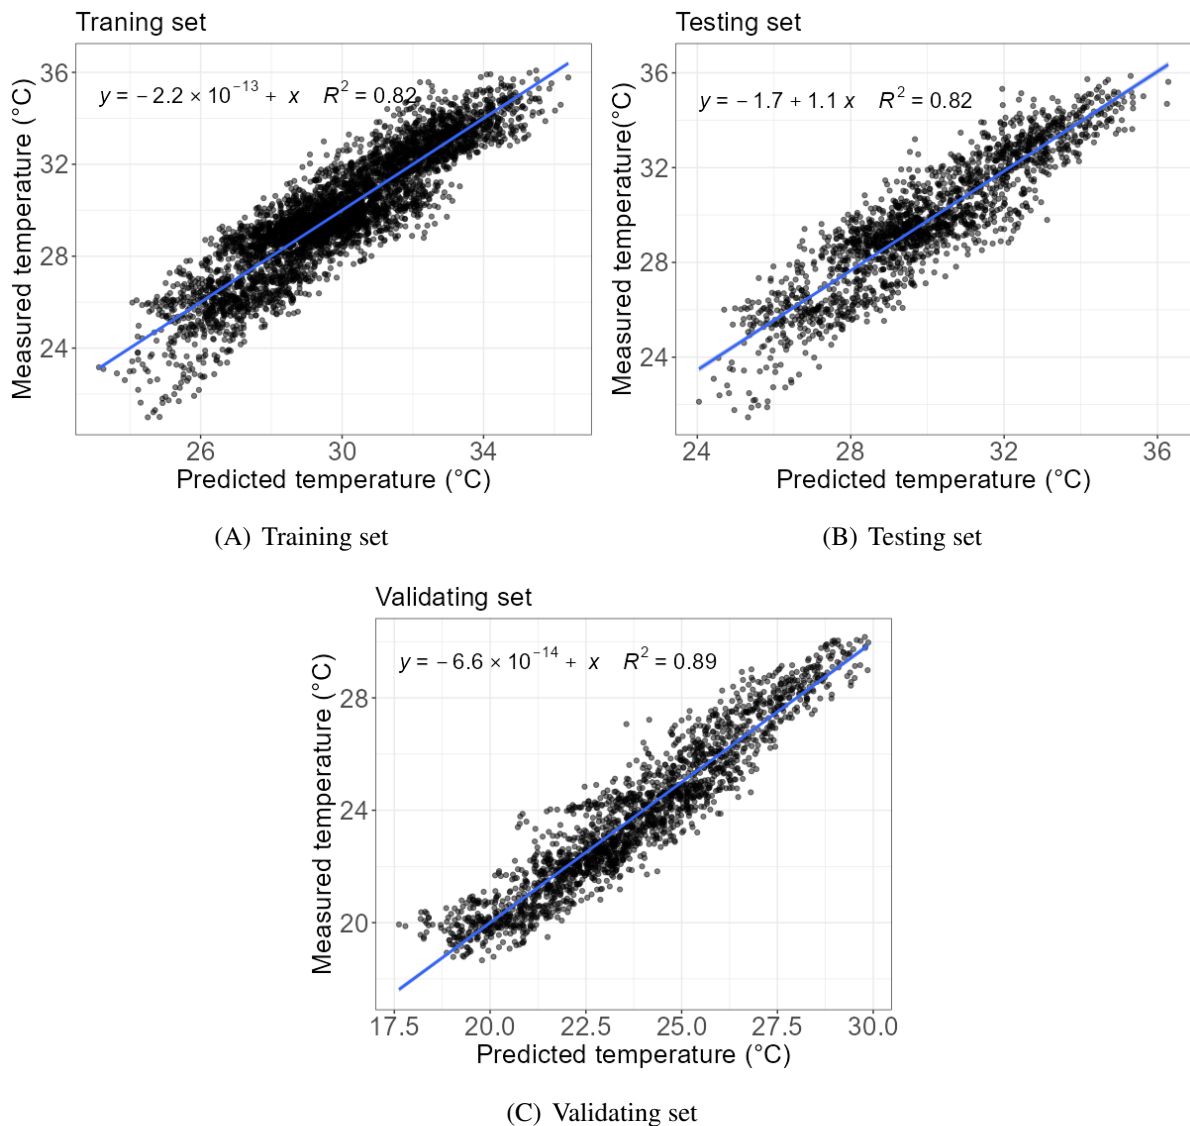 Traning set
Measured temperature (°C)
36
32
28
24
y = − 2.2 × 10⁻¹³ + x R² = 0.82
26 30 34
Predicted temperature (°C)
(A) Training set
Testing set
Measured temperature(°C)
36
32
28
24
y = − 1.7 + 1.1 x R² = 0.82
24 28 32 36
Predicted temperature (°C)
(B) Testing set
Validating set
Measured temperature (°C)
28
24
20
y = − 6.6 × 10⁻¹⁴ + x R² = 0.89
17.5 20.0 22.5 25.0 27.5 30.0
Predicted temperature (°C)
(C) Validating set